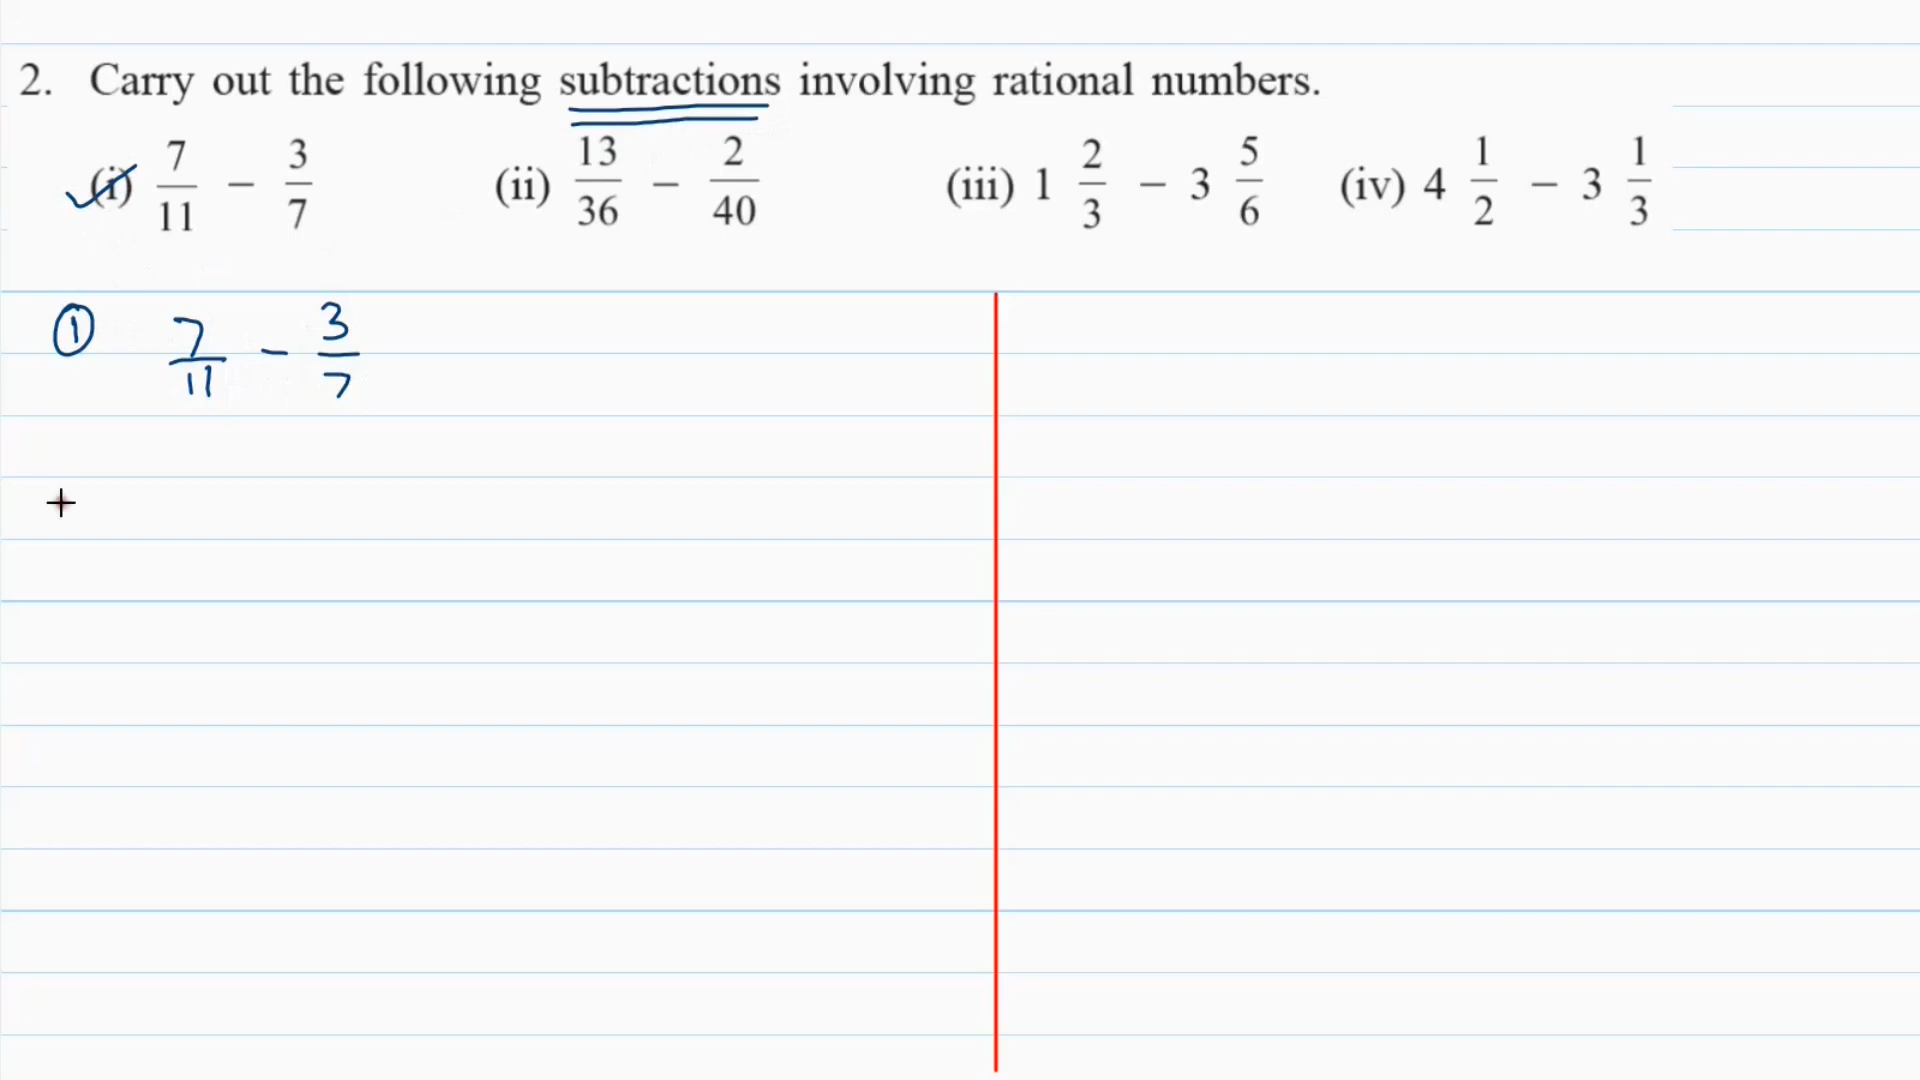 2. Carry out the following subtractions involving rational numbers.
(i) 7/11 − 3/7 (ii) 13/36 − 2/40 (iii) 1 2/3 − 3 5/6 (iv) 4 1/2 − 3 1/3
① 7/11 − 3/7